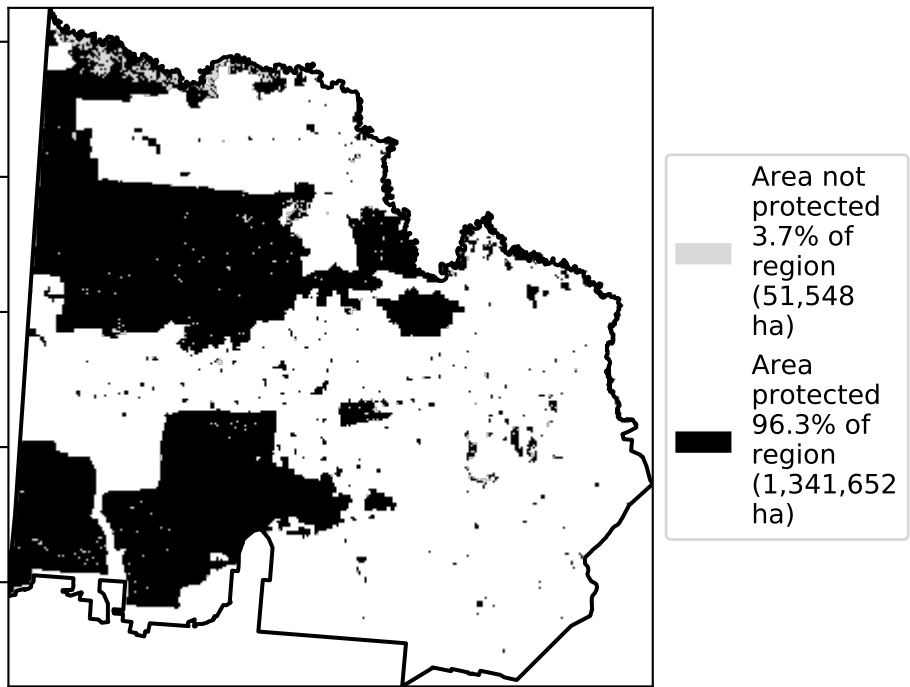 Area not
protected
3.7% of
region
(51,548
ha)
Area
protected
96.3% of
region
(1,341,652
ha)